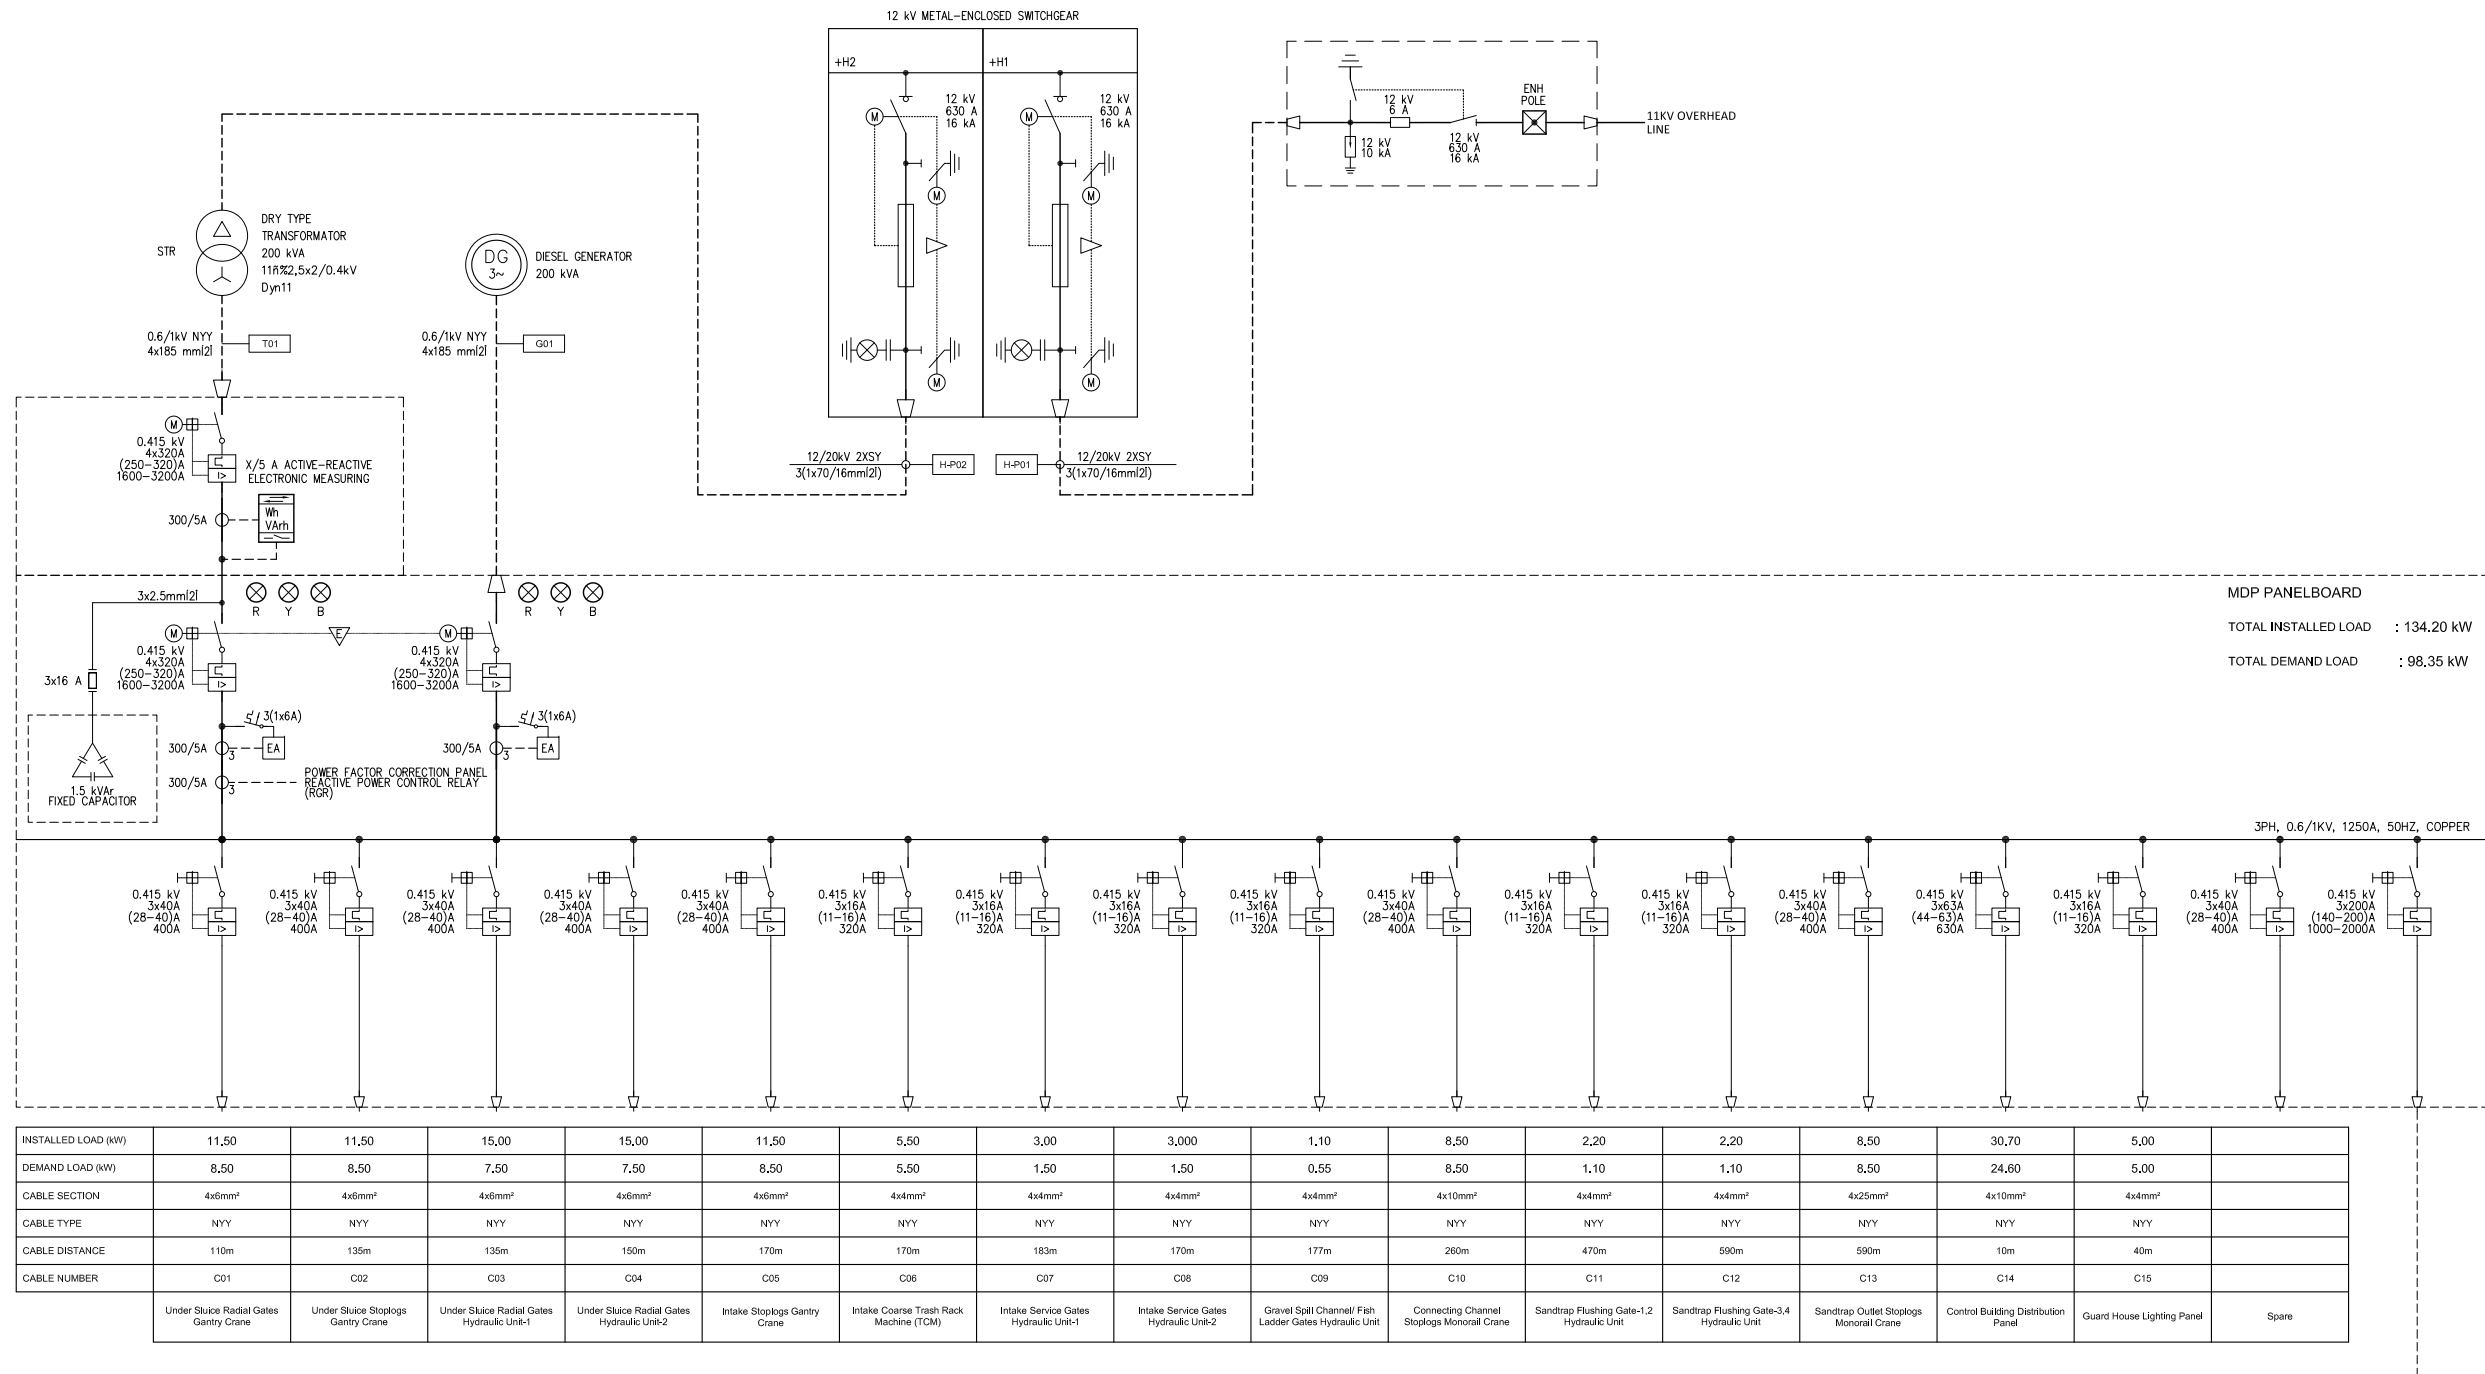 12 kV METAL-ENCLOSED SWITCHGEAR
+H2
+H1
12 kV
630 A
16 kA
M
M
M
12 kV
630 A
16 kA
M
M
M
12/20kV 2XSY
3(1x70/16mm[2])
H-P02
H-P01
12/20kV 2XSY
3(1x70/16mm[2])
12 kV
6 A
12 kV
10 kA
12 kV
630 A
16 kA
ENH
POLE
11KV OVERHEAD
LINE
STR
DRY TYPE
TRANSFORMATOR
200 kVA
11ñ%2,5x2/0.4kV
Dyn11
DG
3~
DIESEL GENERATOR
200 kVA
0.6/1kV NYY
4x185 mm[2]
T01
0.6/1kV NYY
4x185 mm[2]
G01
M
0.415 kV
4x320A
(250-320)A
1600-3200A
I>
X/5 A ACTIVE-REACTIVE
ELECTRONIC MEASURING
300/5A
Wh
VArh
3x2.5mm[2]
R Y B
R Y B
M
0.415 kV
4x320A
(250-320)A
1600-3200A
I>
E
M
0.415 kV
4x320A
(250-320)A
1600-3200A
I>
3x16 A
1.5 kVAr
FIXED CAPACITOR
3(1x6A)
300/5A
3
EA
300/5A
3
POWER FACTOR CORRECTION PANEL
REACTIVE POWER CONTROL RELAY
(RGR)
3(1x6A)
300/5A
3
EA
MDP PANELBOARD
TOTAL INSTALLED LOAD : 134.20 kW
TOTAL DEMAND LOAD : 98.35 kW
3PH, 0.6/1KV, 1250A, 50HZ, COPPER
0.415 kV
3x40A
(28-40)A
400A
I>
0.415 kV
3x40A
(28-40)A
400A
I>
0.415 kV
3x40A
(28-40)A
400A
I>
0.415 kV
3x40A
(28-40)A
400A
I>
0.415 kV
3x40A
(28-40)A
400A
I>
0.415 kV
3x16A
(11-16)A
320A
I>
0.415 kV
3x16A
(11-16)A
320A
I>
0.415 kV
3x16A
(11-16)A
320A
I>
0.415 kV
3x16A
(11-16)A
320A
I>
0.415 kV
3x40A
(28-40)A
400A
I>
0.415 kV
3x16A
(11-16)A
320A
I>
0.415 kV
3x16A
(11-16)A
320A
I>
0.415 kV
3x40A
(28-40)A
400A
I>
0.415 kV
3x63A
(44-63)A
630A
I>
0.415 kV
3x16A
(11-16)A
320A
I>
0.415 kV
3x40A
(28-40)A
400A
I>
0.415 kV
3x200A
(140-200)A
1000-2000A
I>
INSTALLED LOAD (kW) 11.50 11.50 15.00 15.00 11.50 5.50 3.00 3.000 1.10 8.50 2.20 2.20 8.50 30.70 5.00
DEMAND LOAD (kW) 8.50 8.50 7.50 7.50 8.50 5.50 1.50 1.50 0.55 8.50 1.10 1.10 8.50 24.60 5.00
CABLE SECTION 4x6mm² 4x6mm² 4x6mm² 4x6mm² 4x6mm² 4x4mm² 4x4mm² 4x4mm² 4x4mm² 4x10mm² 4x4mm² 4x4mm² 4x25mm² 4x10mm² 4x4mm²
CABLE TYPE NYY NYY NYY NYY NYY NYY NYY NYY NYY NYY NYY NYY NYY NYY NYY
CABLE DISTANCE 110m 135m 135m 150m 170m 170m 183m 170m 177m 260m 470m 590m 590m 10m 40m
CABLE NUMBER C01 C02 C03 C04 C05 C06 C07 C08 C09 C10 C11 C12 C13 C14 C15
Under Sluice Radial Gates
Gantry Crane
Under Sluice Stoplogs
Gantry Crane
Under Sluice Radial Gates
Hydraulic Unit-1
Under Sluice Radial Gates
Hydraulic Unit-2
Intake Stoplogs Gantry
Crane
Intake Coarse Trash Rack
Machine (TCM)
Intake Service Gates
Hydraulic Unit-1
Intake Service Gates
Hydraulic Unit-2
Gravel Spill Channel/ Fish
Ladder Gates Hydraulic Unit
Connecting Channel
Stoplogs Monorail Crane
Sandtrap Flushing Gate-1,2
Hydraulic Unit
Sandtrap Flushing Gate-3,4
Hydraulic Unit
Sandtrap Outlet Stoplogs
Monorail Crane
Control Building Distribution
Panel
Guard House Lighting Panel
Spare